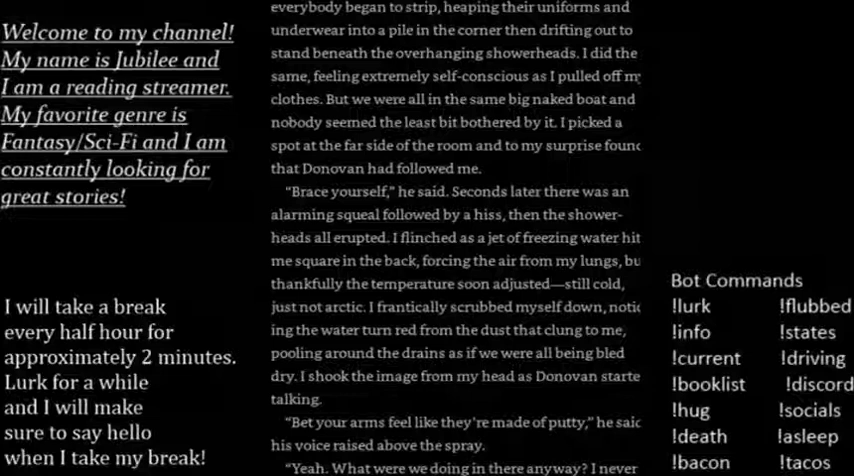 Welcome to my channel!
My name is Jubilee and
I am a reading streamer.
My favorite genre is
Fantasy/Sci-Fi and I am
constantly looking for
great stories!
I will take a break
every half hour for
approximately 2 minutes.
Lurk for a while
and I will make
sure to say hello
when I take my break!
everybody began to strip, heaping their uniforms and
underwear into a pile in the corner then drifting out to
stand beneath the overhanging showerheads. I did the
same, feeling extremely self-conscious as I pulled off my
clothes. But we were all in the same big naked boat and
nobody seemed the least bit bothered by it. I picked a
spot at the far side of the room and to my surprise
that Donovan had followed me.
“Brace yourself,” he said. Seconds later there was an
alarming squeal followed by a hiss, then the shower-
heads all erupted. I flinched as a jet of freezing water hit
me square in the back, forcing the air from my lungs,
thankfully the temperature soon adjusted—still cold,
just not arctic. I frantically scrubbed myself down,
ing the water turn red from the dust that clung to me,
pooling around the drains as if we were all being bled
dry. I shook the image from my head as Donovan
talking.
“Bet your arms feel like they're made of putty,” he
his voice raised above the spray.
“Yeah. What were we doing in there anyway? I never
Bot Commands
!lurk !flubbed
!info !states
!current !driving
!booklist !discord
!hug !socials
!death !asleep
!bacon !tacos